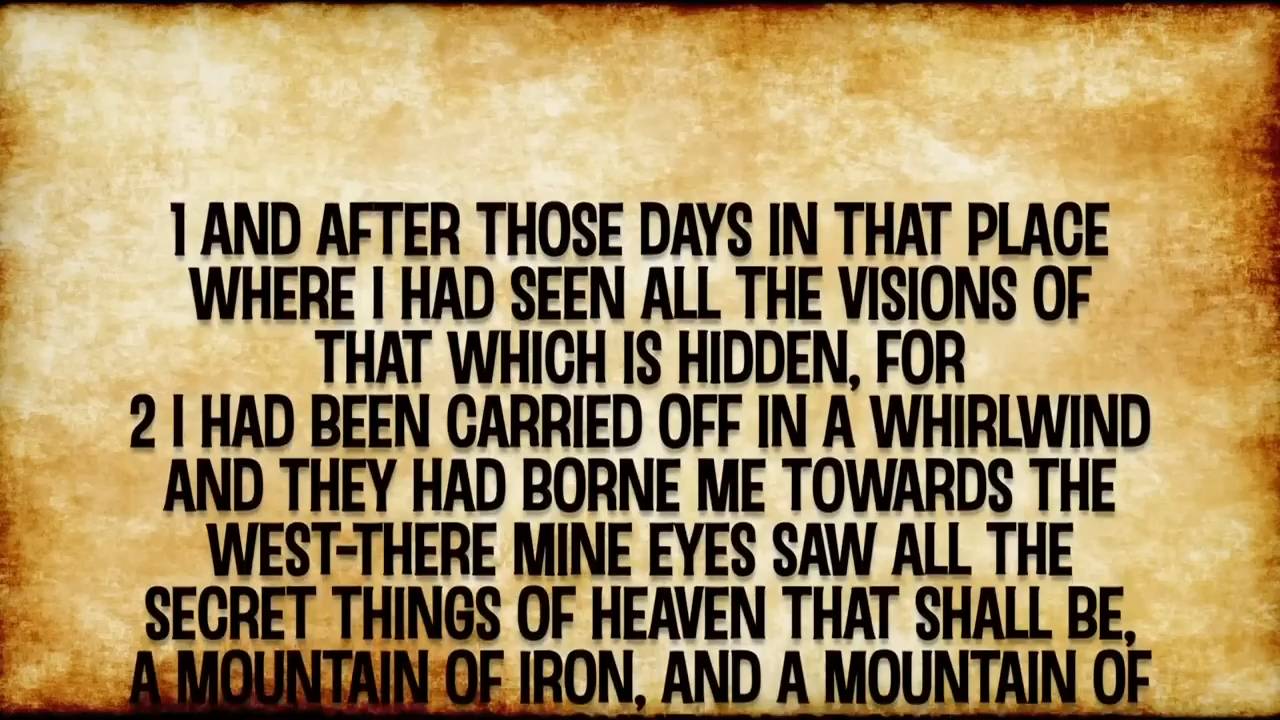 1 AND AFTER THOSE DAYS IN THAT PLACE
WHERE I HAD SEEN ALL THE VISIONS OF
THAT WHICH IS HIDDEN, FOR
2 I HAD BEEN CARRIED OFF IN A WHIRLWIND
AND THEY HAD BORNE ME TOWARDS THE
WEST-THERE MINE EYES SAW ALL THE
SECRET THINGS OF HEAVEN THAT SHALL BE,
A MOUNTAIN OF IRON, AND A MOUNTAIN OF